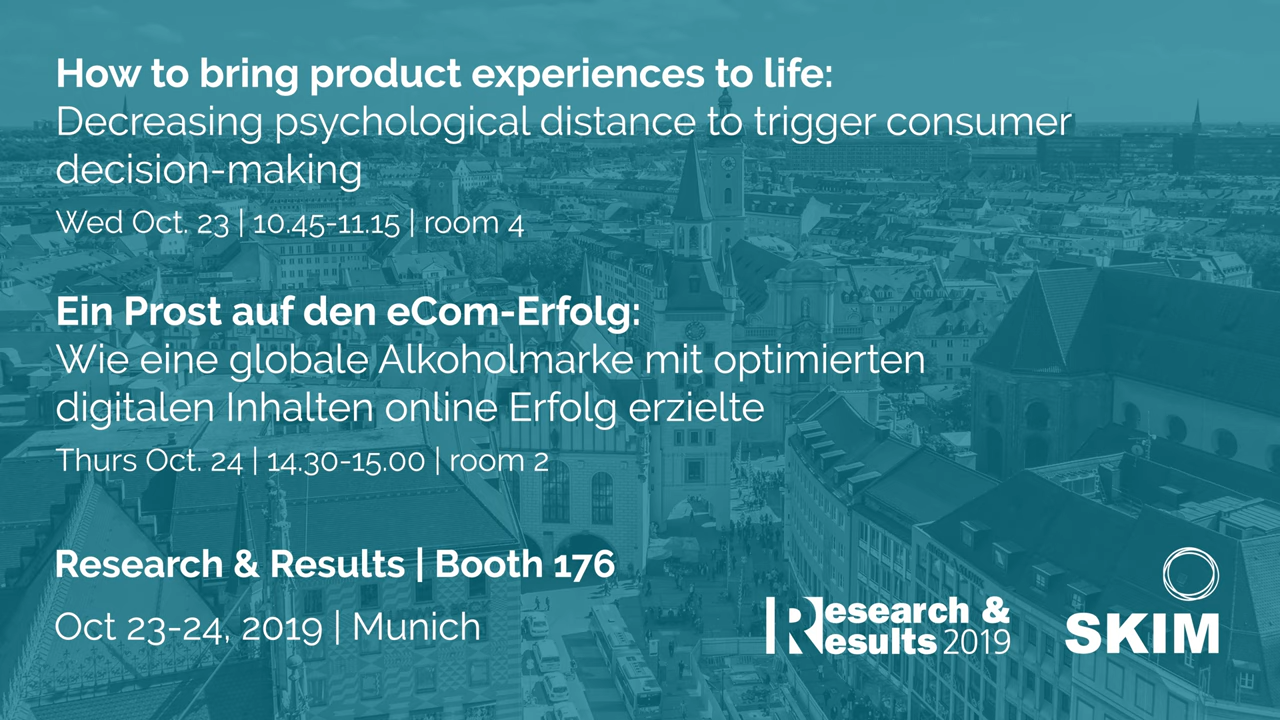 How to bring product experiences to life:
Decreasing psychological distance to trigger consumer
decision-making
Wed Oct. 23 | 10.45-11.15 | room 4
Ein Prost auf den eCom-Erfolg:
Wie eine globale Alkoholmarke mit optimierten
digitalen Inhalten online Erfolg erzielte
Thurs Oct. 24 | 14.30-15.00 | room 2
Research & Results | Booth 176
Oct 23-24, 2019 | Munich
Research &
Results 2019
SKIM